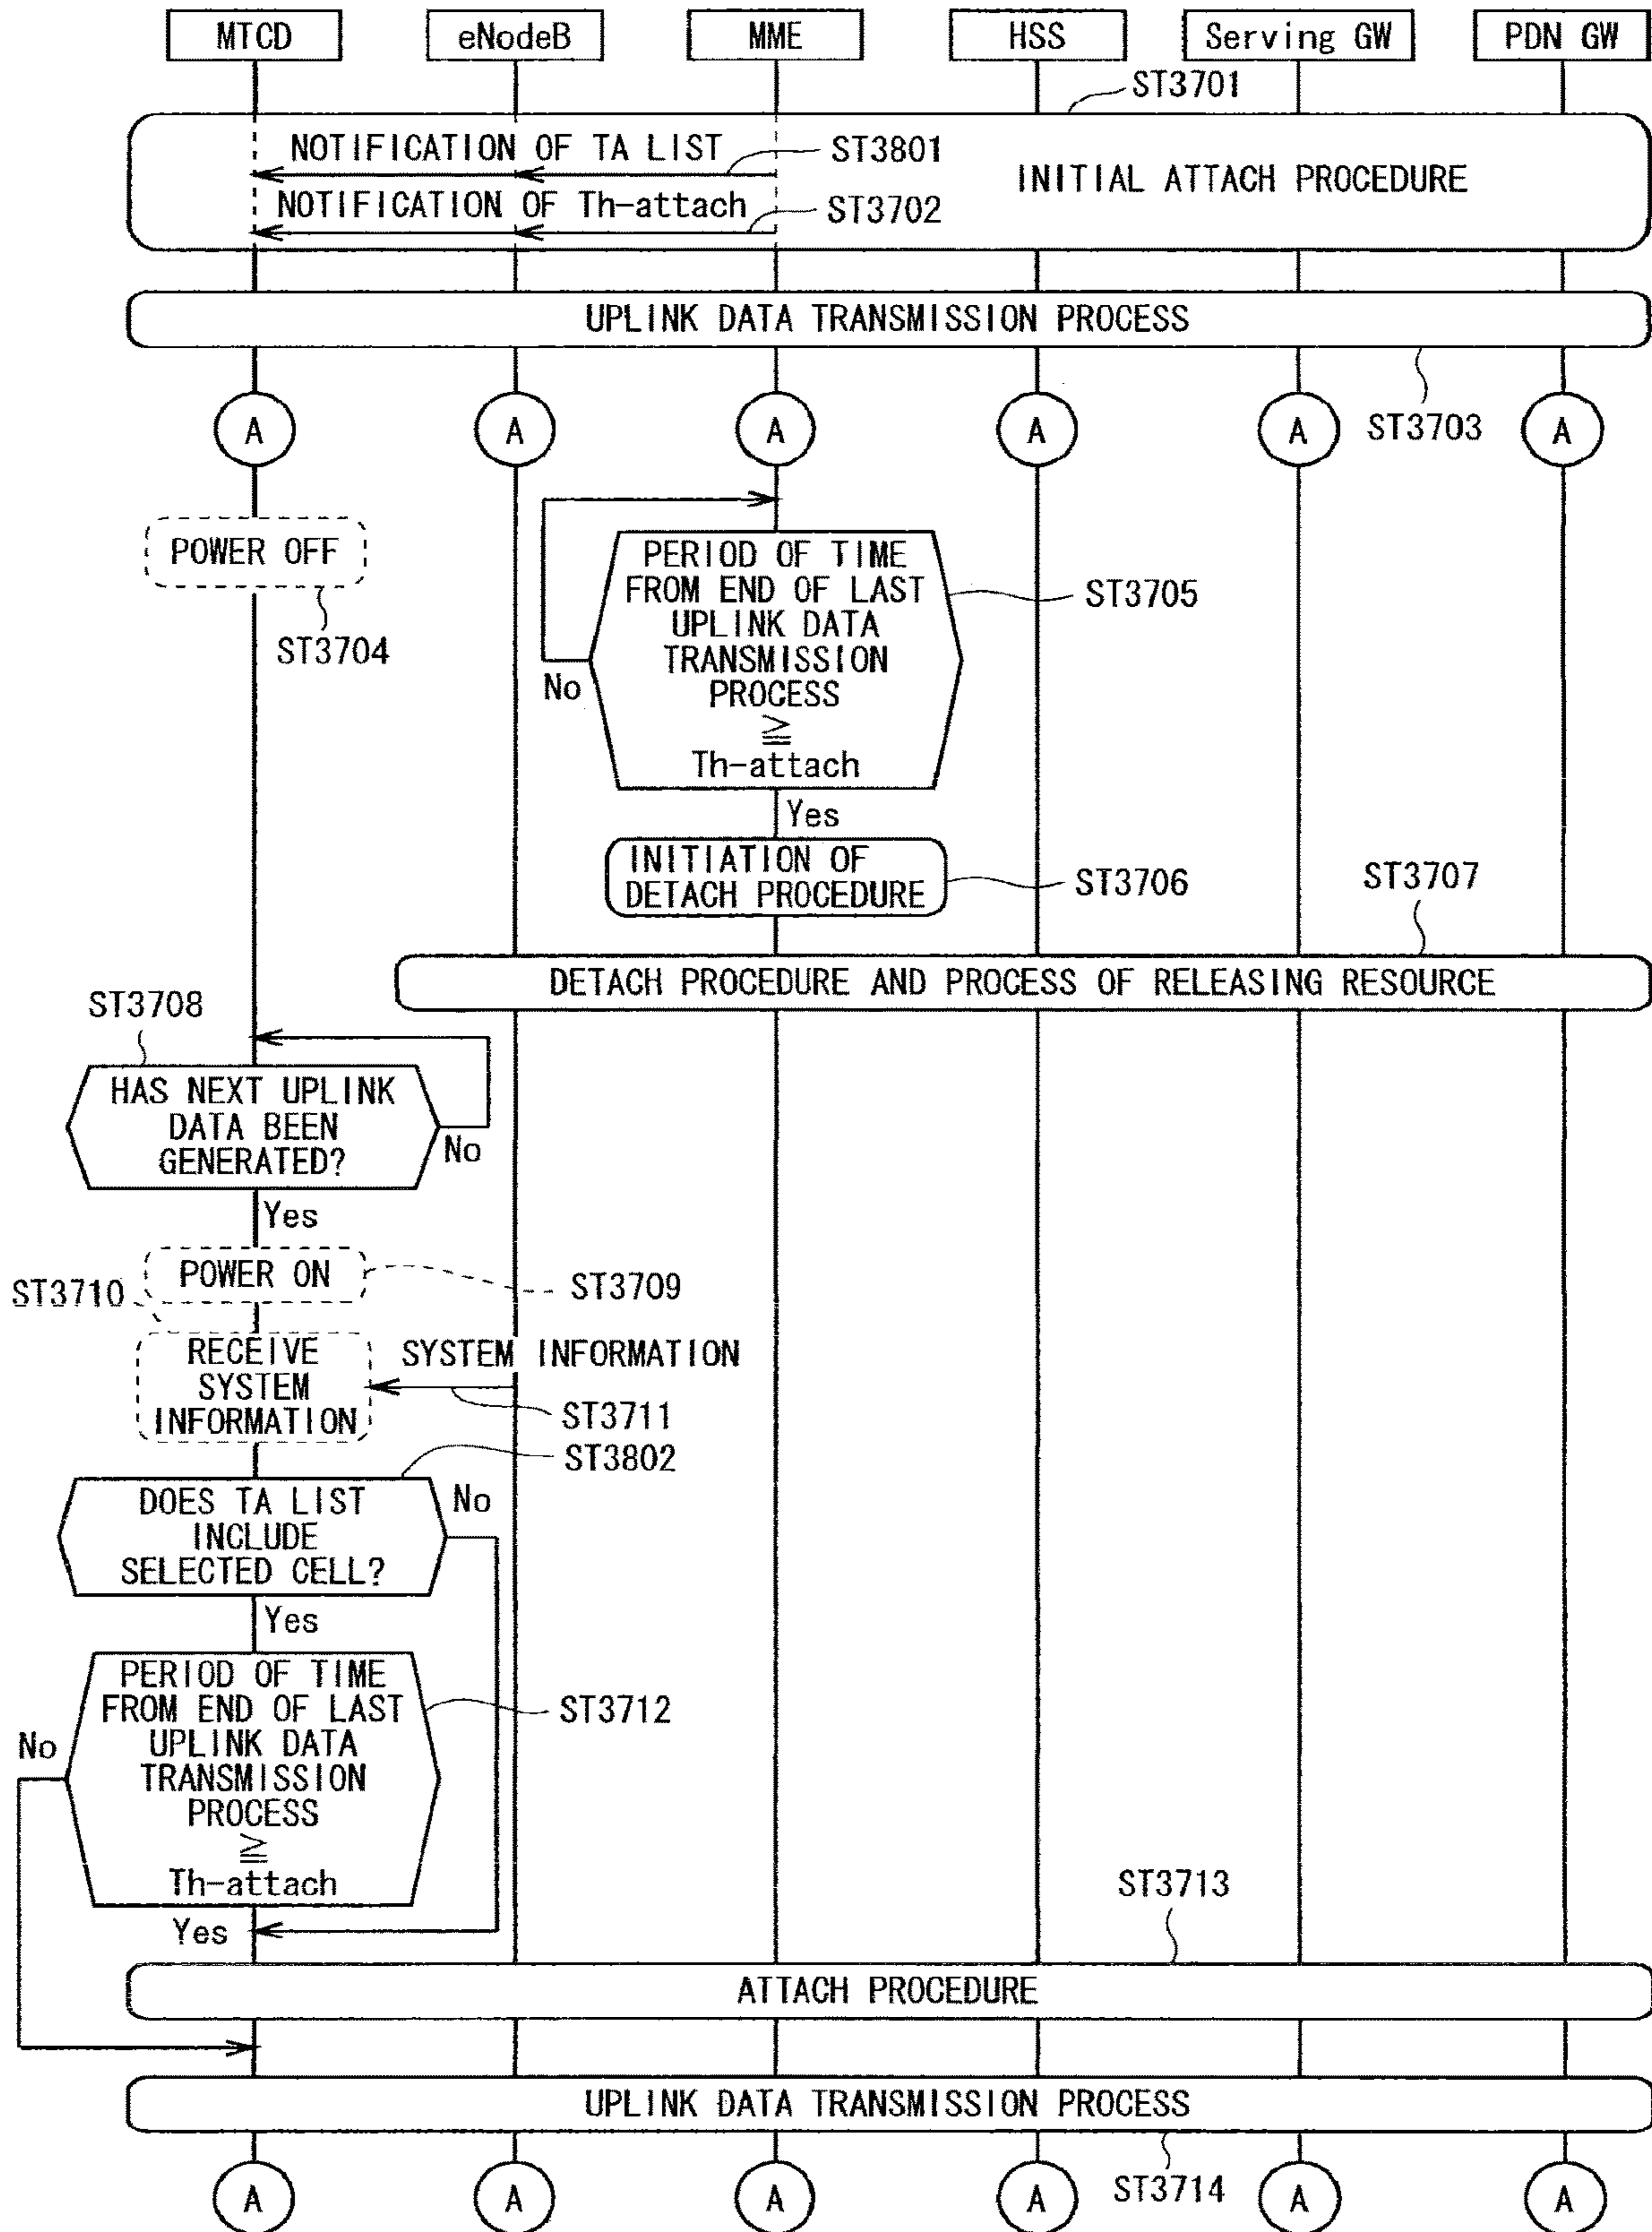 MTCD
eNodeB
MME
HSS
Serving GW
PDN GW
ST3701
NOTIFICATION OF TA LIST
ST3801
INITIAL ATTACH PROCEDURE
NOTIFICATION OF Th-attach
ST3702
UPLINK DATA TRANSMISSION PROCESS
ST3703
A
A
A
A
A
A
POWER OFF
ST3704
PERIOD OF TIME
FROM END OF LAST
UPLINK DATA
TRANSMISSION
PROCESS
≧
Th-attach
ST3705
No
Yes
INITIATION OF
DETACH PROCEDURE
ST3706
ST3707
DETACH PROCEDURE AND PROCESS OF RELEASING RESOURCE
ST3708
HAS NEXT UPLINK
DATA BEEN
GENERATED?
No
Yes
POWER ON
ST3709
ST3710
RECEIVE
SYSTEM
INFORMATION
SYSTEM INFORMATION
ST3711
ST3802
DOES TA LIST
INCLUDE
SELECTED CELL?
No
Yes
PERIOD OF TIME
FROM END OF LAST
UPLINK DATA
TRANSMISSION
PROCESS
≧
Th-attach
ST3712
No
Yes
ST3713
ATTACH PROCEDURE
UPLINK DATA TRANSMISSION PROCESS
ST3714
A
A
A
A
A
A